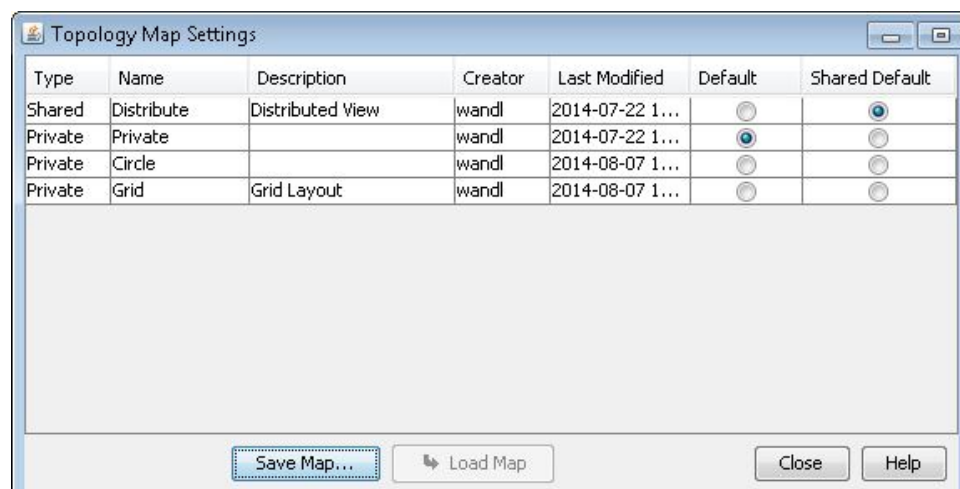 Topology Map Settings
Type Name Description Creator Last Modified Default Shared Default
Shared Distribute Distributed View wandl 2014-07-22 1...
Private Private wandl 2014-07-22 1...
Private Circle wandl 2014-08-07 1...
Private Grid Grid Layout wandl 2014-08-07 1...
Save Map... Load Map Close Help